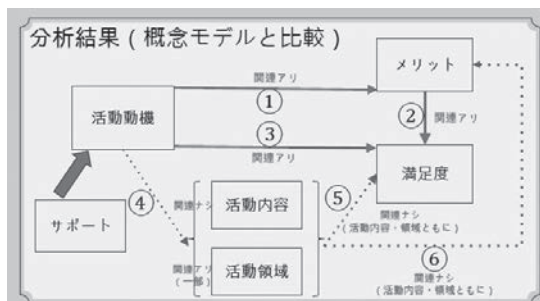 分析結果(概念モデルと比較)
メリット
関連アリ
①
②
関連アリ
活動動機
③
関連アリ
満足度
④
関連ナシ
活動内容
⑤
関連ナシ
(活動内容・領域ともに)
サポート
関連アリ
(一部)
活動領域
⑥
関連ナシ
(活動内容・領域ともに)